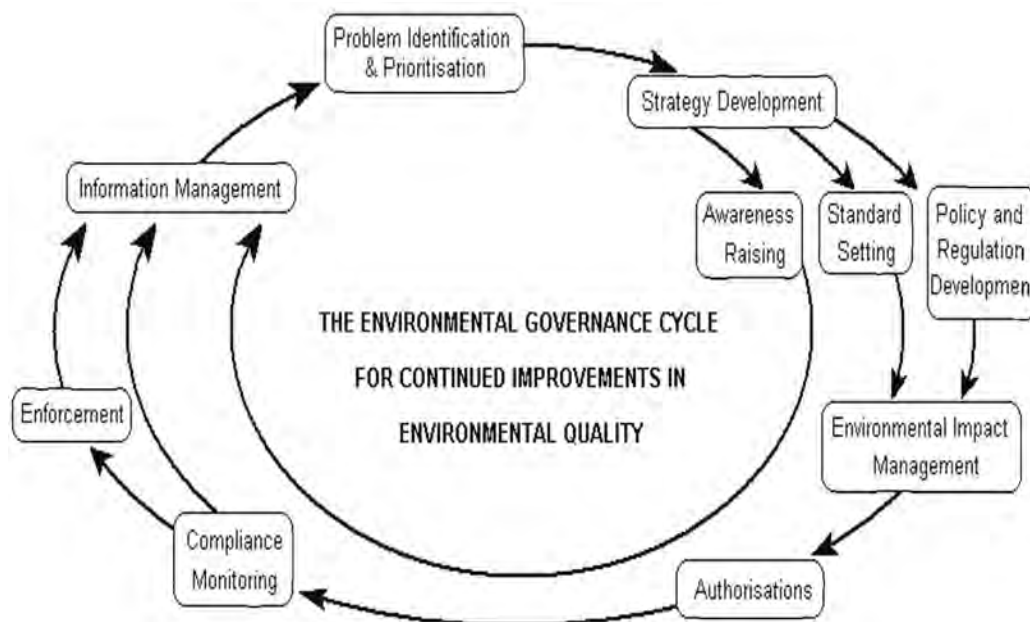 Problem Identification
& Prioritisation
Strategy Development
Information Management
Awareness
Raising
Standard
Setting
Policy and
Regulation
Developmen
THE ENVIRONMENTAL GOVERNANCE CYCLE
FOR CONTINUED IMPROVEMENTS IN
ENVIRONMENTAL QUALITY
Enforcement
Environmental Impact
Management
Compliance
Monitoring
Authorisations